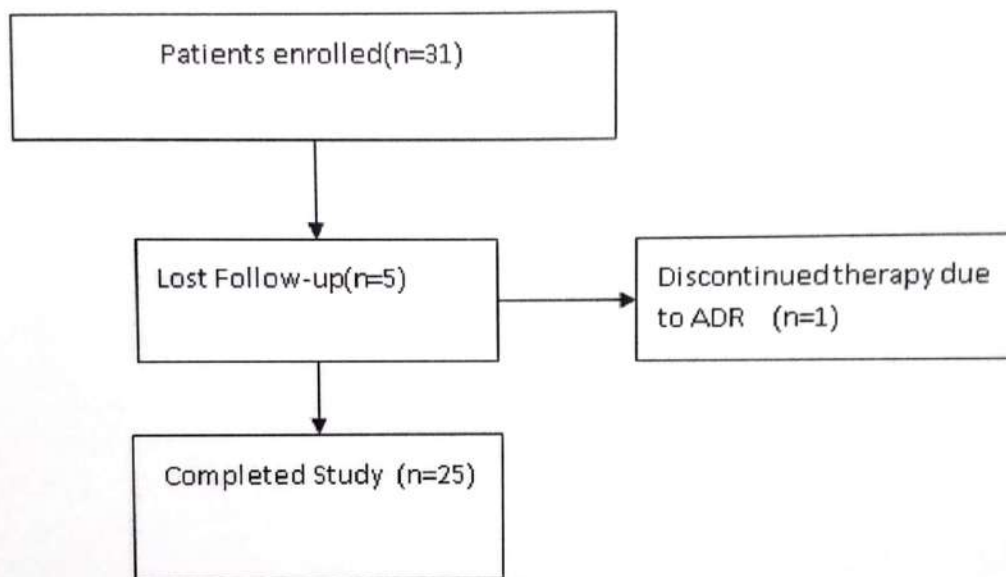 Patients enrolled(n=31)
Lost Follow-up(n=5)
Discontinued therapy due
to ADR (n=1)
Completed Study (n=25)